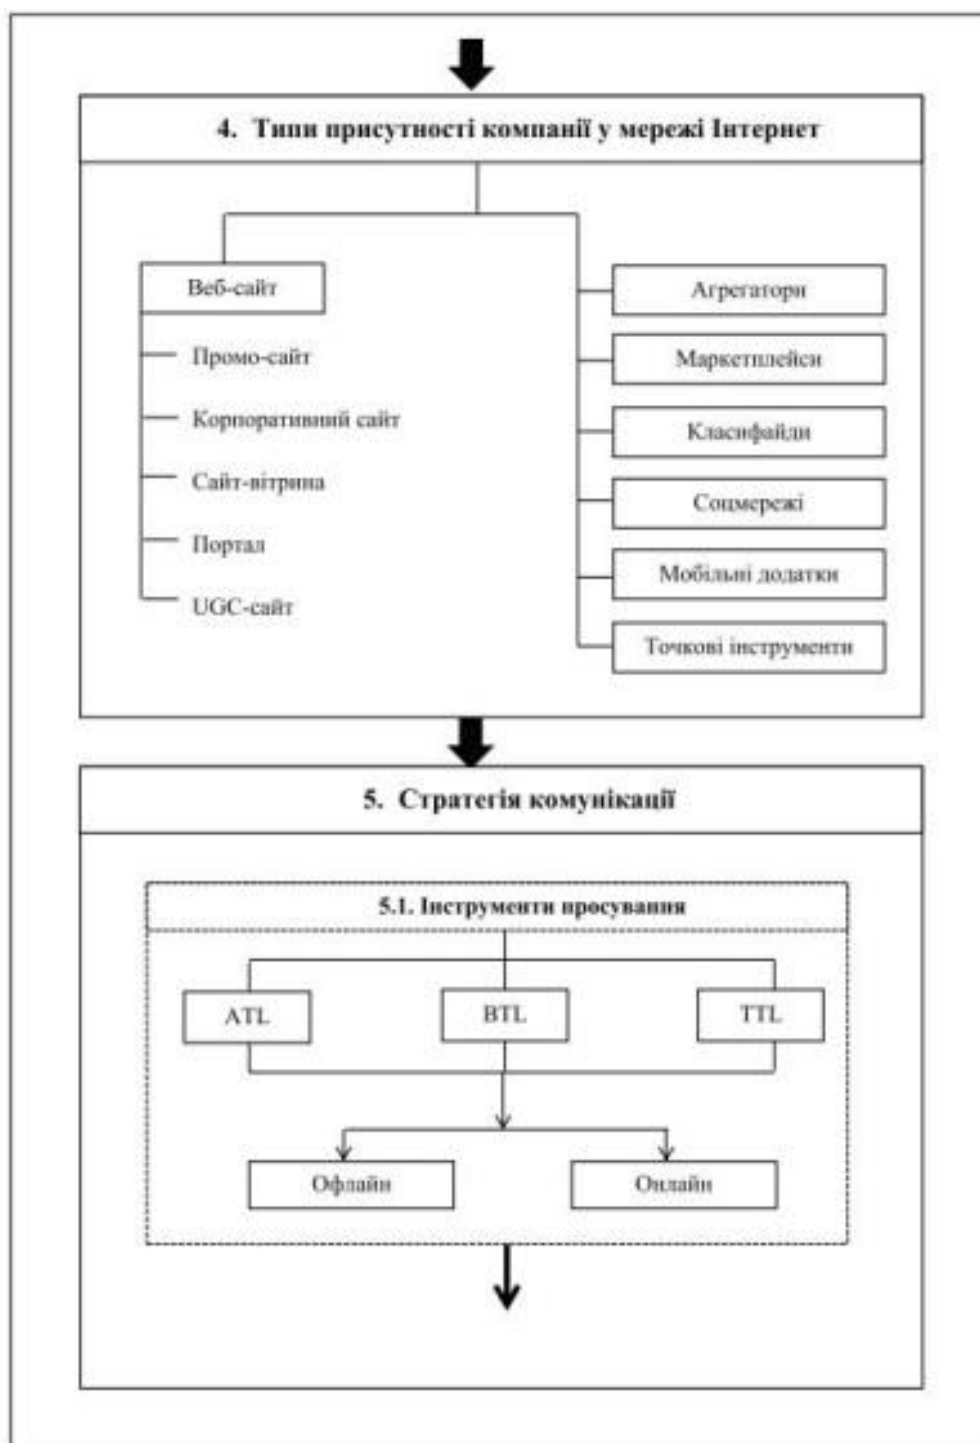 4. Типи присутності компанії у мережі Інтернет
Веб-сайт
Промо-сайт
Корпоративний сайт
Сайт-вітрина
Портал
UGC-сайт
Агрегатори
Маркетплейси
Класифайди
Соцмережі
Мобільні додатки
Точкові інструменти
5. Стратегія комунікації
5.1. Інструменти просування
ATL
BTL
TTL
Офлайн
Онлайн